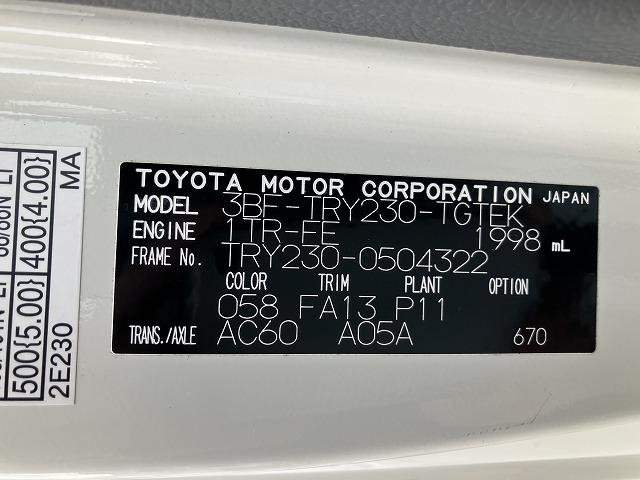 TOYOTA MOTOR CORPORATION JAPAN
MODEL 3BF-TRY230-TGTEK
ENGINE 1TR-FE 1998 mL
FRAME No. TRY230-0504322
COLOR TRIM PLANT OPTION
058 FA13 P11
TRANS./AXLE AC60 A05A 670
500{5.00} 400{4.00}
2E230 MA